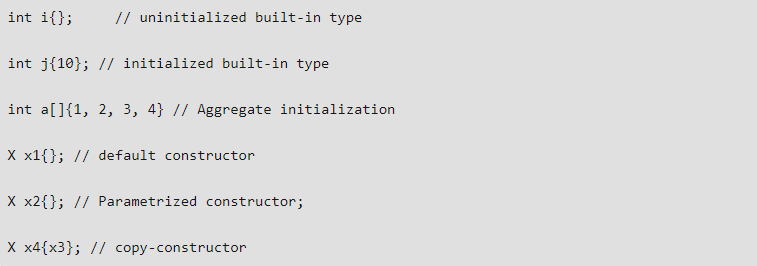 int i{};     // uninitialized built-in type
int j{10}; // initialized built-in type
int a[]{1, 2, 3, 4} // Aggregate initialization
X x1{}; // default constructor
X x2{}; // Parametrized constructor;
X x4{x3}; // copy-constructor